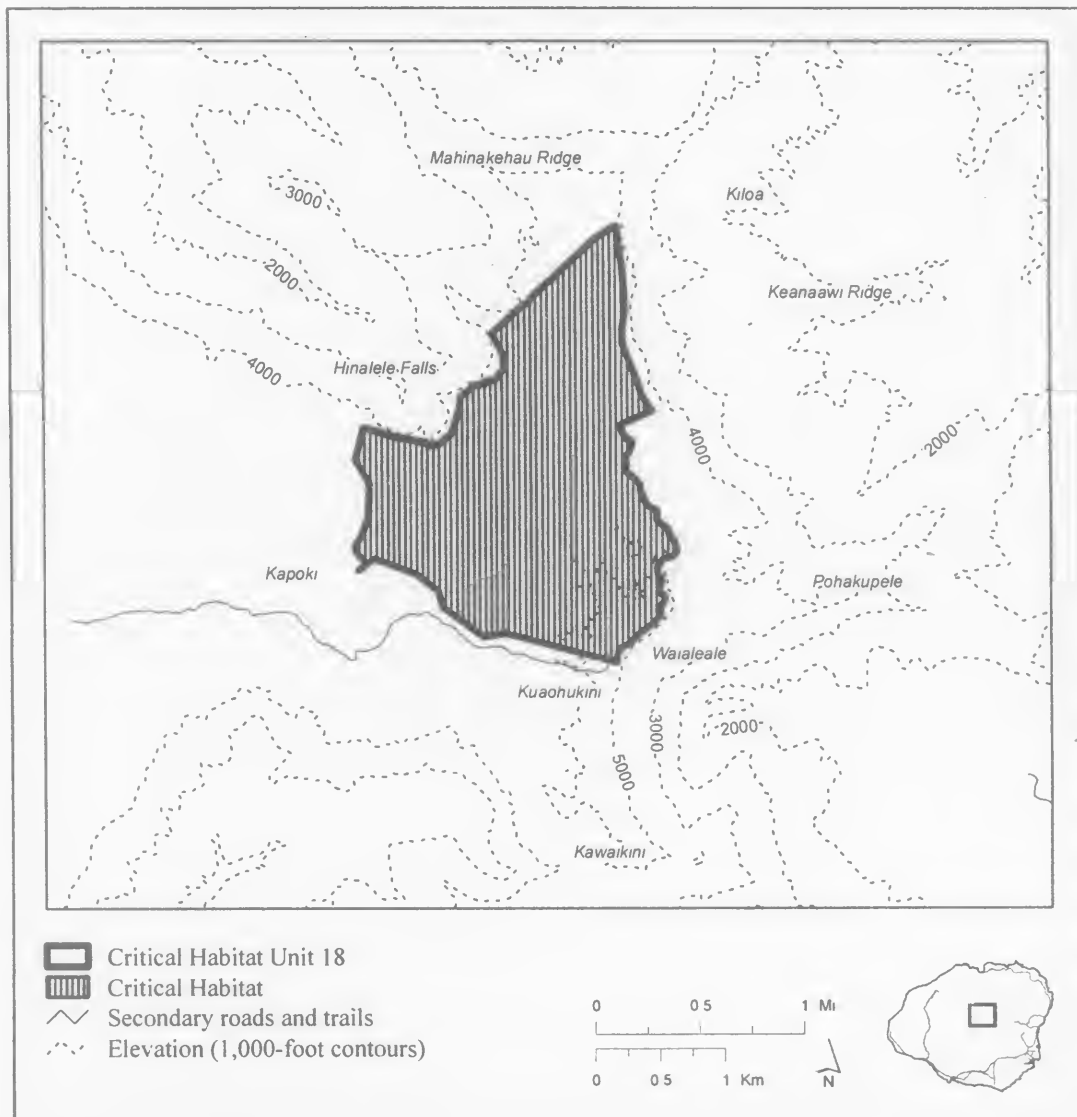 Mahinakehau Ridge
Kiloa
3000
2000
Keanaawi Ridge
Hinalele Falls
4000
4000
2000
Kapoki
Pohakupele
Waialeale
Kuaohukini
3000
2000
5000
Kawaikini
Critical Habitat Unit 18
Critical Habitat
Secondary roads and trails
Elevation (1,000-foot contours)
0 0 5 1 Mi
0 0 5 1 Km
N